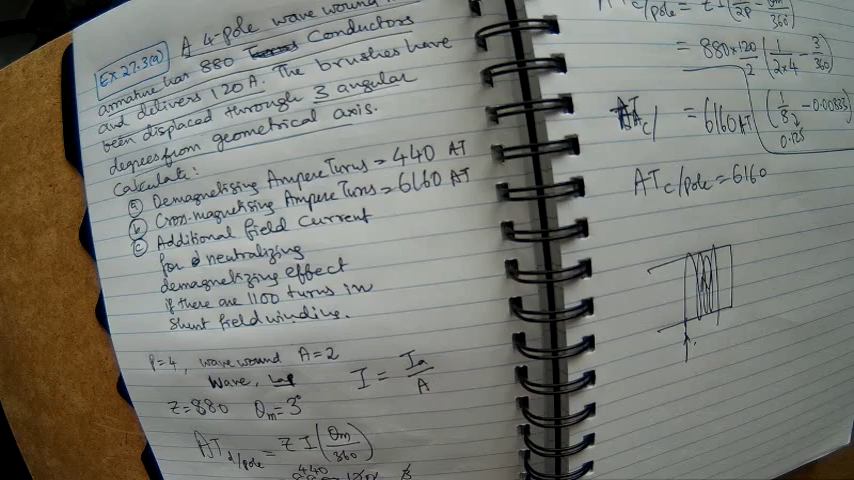 Ex.27.3(a) A 4-pole wave wound
armature has 880 Conductors
and delivers 120 A. The brushes have
been displaced through 3 angular
degrees from geometrical axis.
Calculate:
(a) Demagnetising Ampere Turns = 440 AT
(b) Cross-magnetising Ampere Turns = 6160 AT
(c) Additional field current
for neutralizing
demagnetizing effect
if there are 1100 turns in
Shunt field winding.
P=4, wave wound A=2
Wave, Lap
I = Ia/A
Z=880 θm=3°
AT d/pole = ZI(θm/360)
440
= 880×120/2 (1/2×4 − 3/360)
ATc/ = 6160 AT (1/8 − 0.00833)
0.125
ATc/pole = 6160